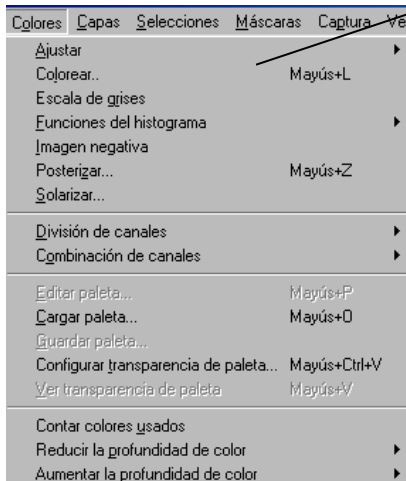 Colores Capas Selecciones Máscaras Captura Ve
Ajustar
Colorear.. Mayús+L
Escala de grises
Funciones del histograma
Imagen negativa
Posterizar... Mayús+Z
Solarizar...
División de canales
Combinación de canales
Editar paleta... Mayús+P
Cargar paleta... Mayús+O
Guardar paleta...
Configurar transparencia de paleta... Mayús+Ctrl+V
Ver transparencia de paleta Mayús+V
Contar colores usados
Reducir la profundidad de color
Aumentar la profundidad de color